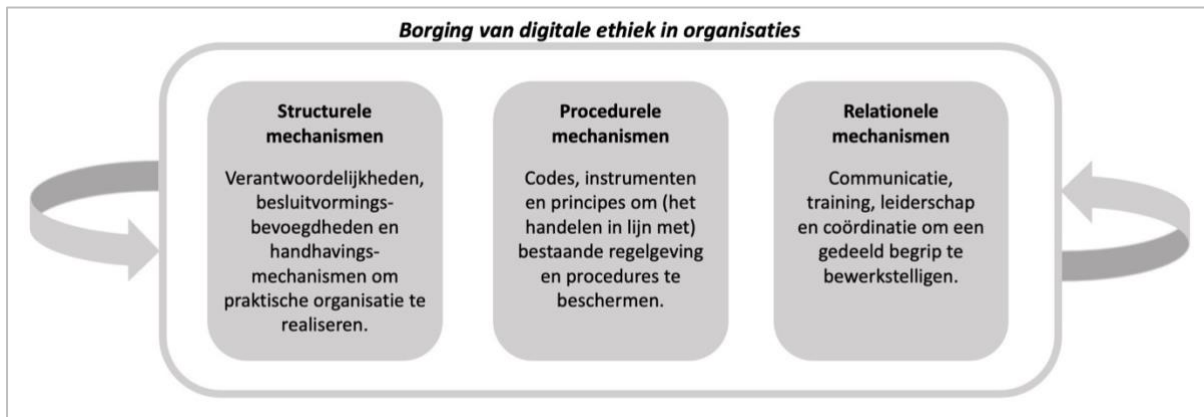 Borging van digitale ethiek in organisaties
Structurele
mechanismen
Verantwoordelijkheden,
besluitvormings-
bevoegdheden en
handhavings-
mechanismen om
praktische organisatie te
realiseren.
Procedurele
mechanismen
Codes, instrumenten
en principes om (het
handelen in lijn met)
bestaande regelgeving
en procedures te
beschermen.
Relationele
mechanismen
Communicatie,
training, leiderschap
en coördinatie om een
gedeeld begrip te
bewerkstelligen.